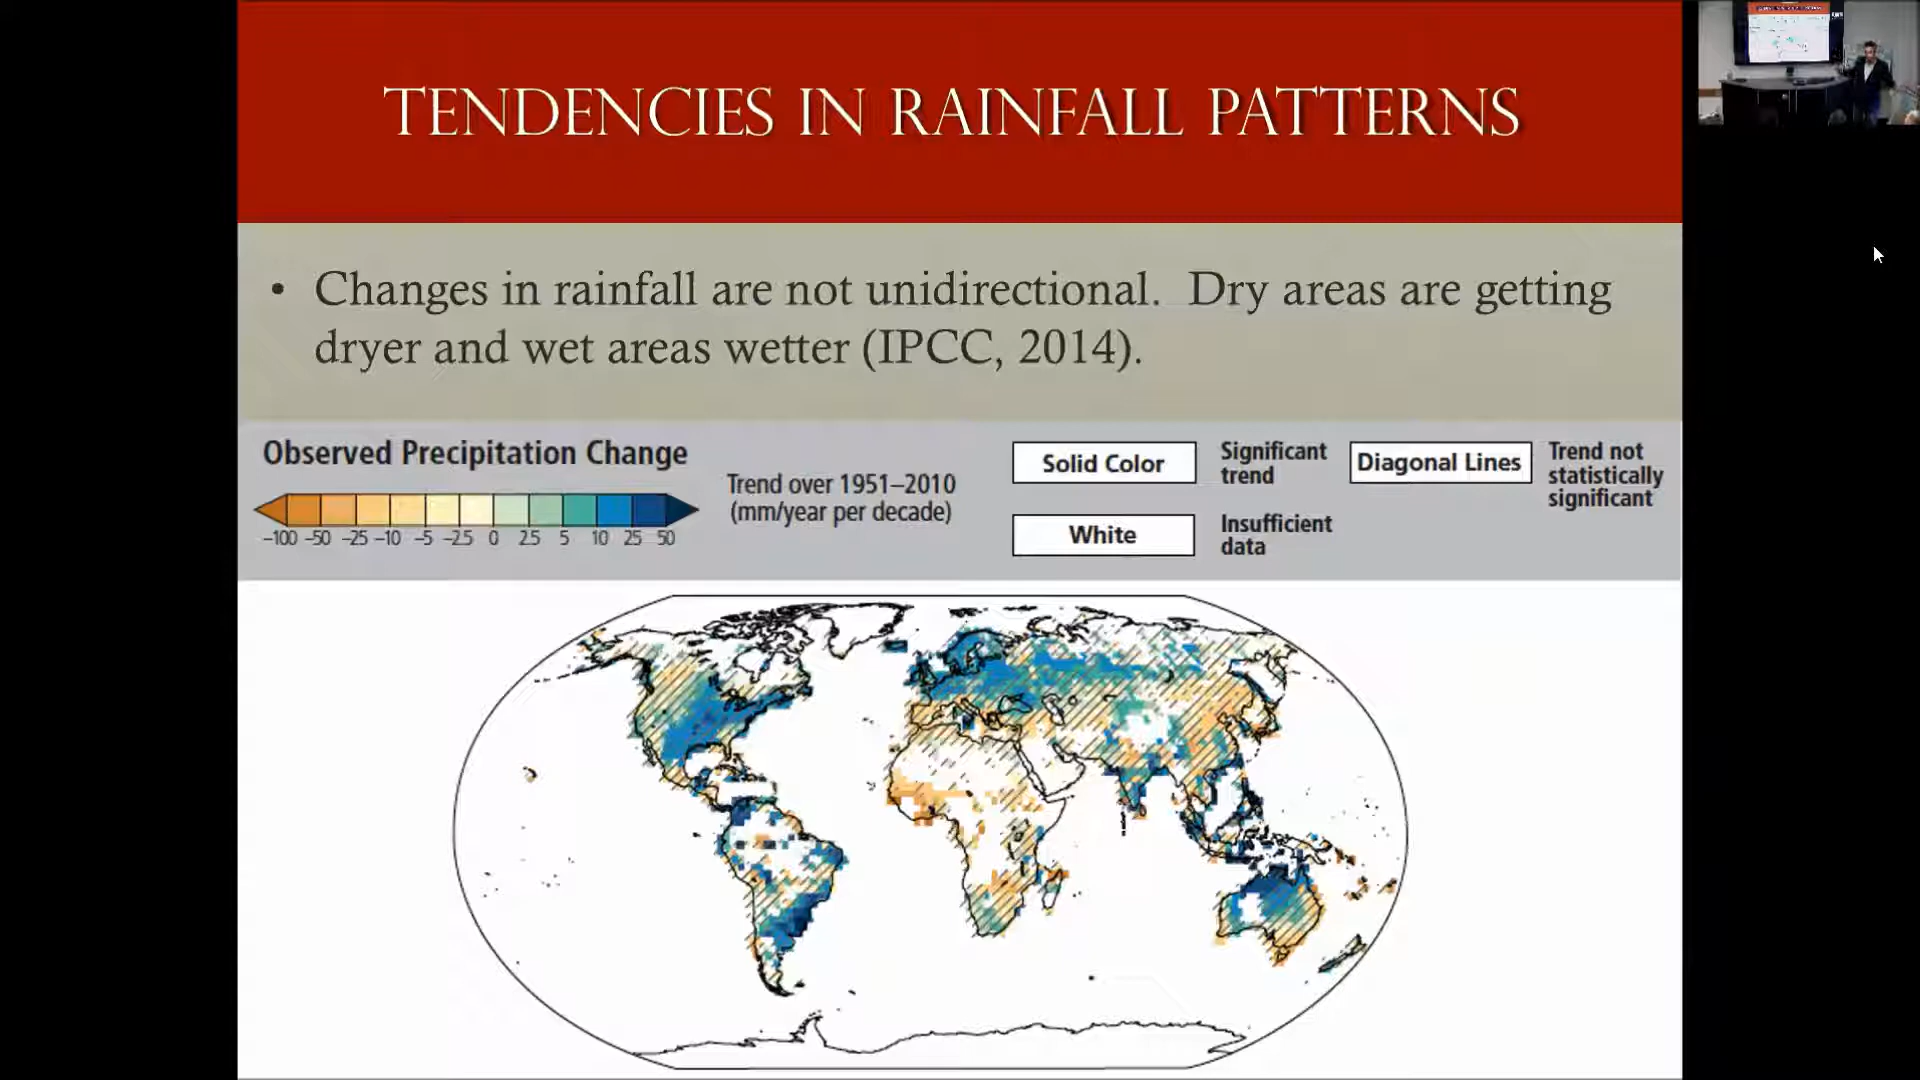 TENDENCIES IN RAINFALL PATTERNS
• Changes in rainfall are not unidirectional. Dry areas are getting
dryer and wet areas wetter (IPCC, 2014).
Observed Precipitation Change
–100 –50 –25 –10 –5 –2.5 0 2.5 5 10 25 50
Trend over 1951–2010
(mm/year per decade)
Solid Color
Significant
trend
Diagonal Lines
Trend not
statistically
significant
White
Insufficient
data